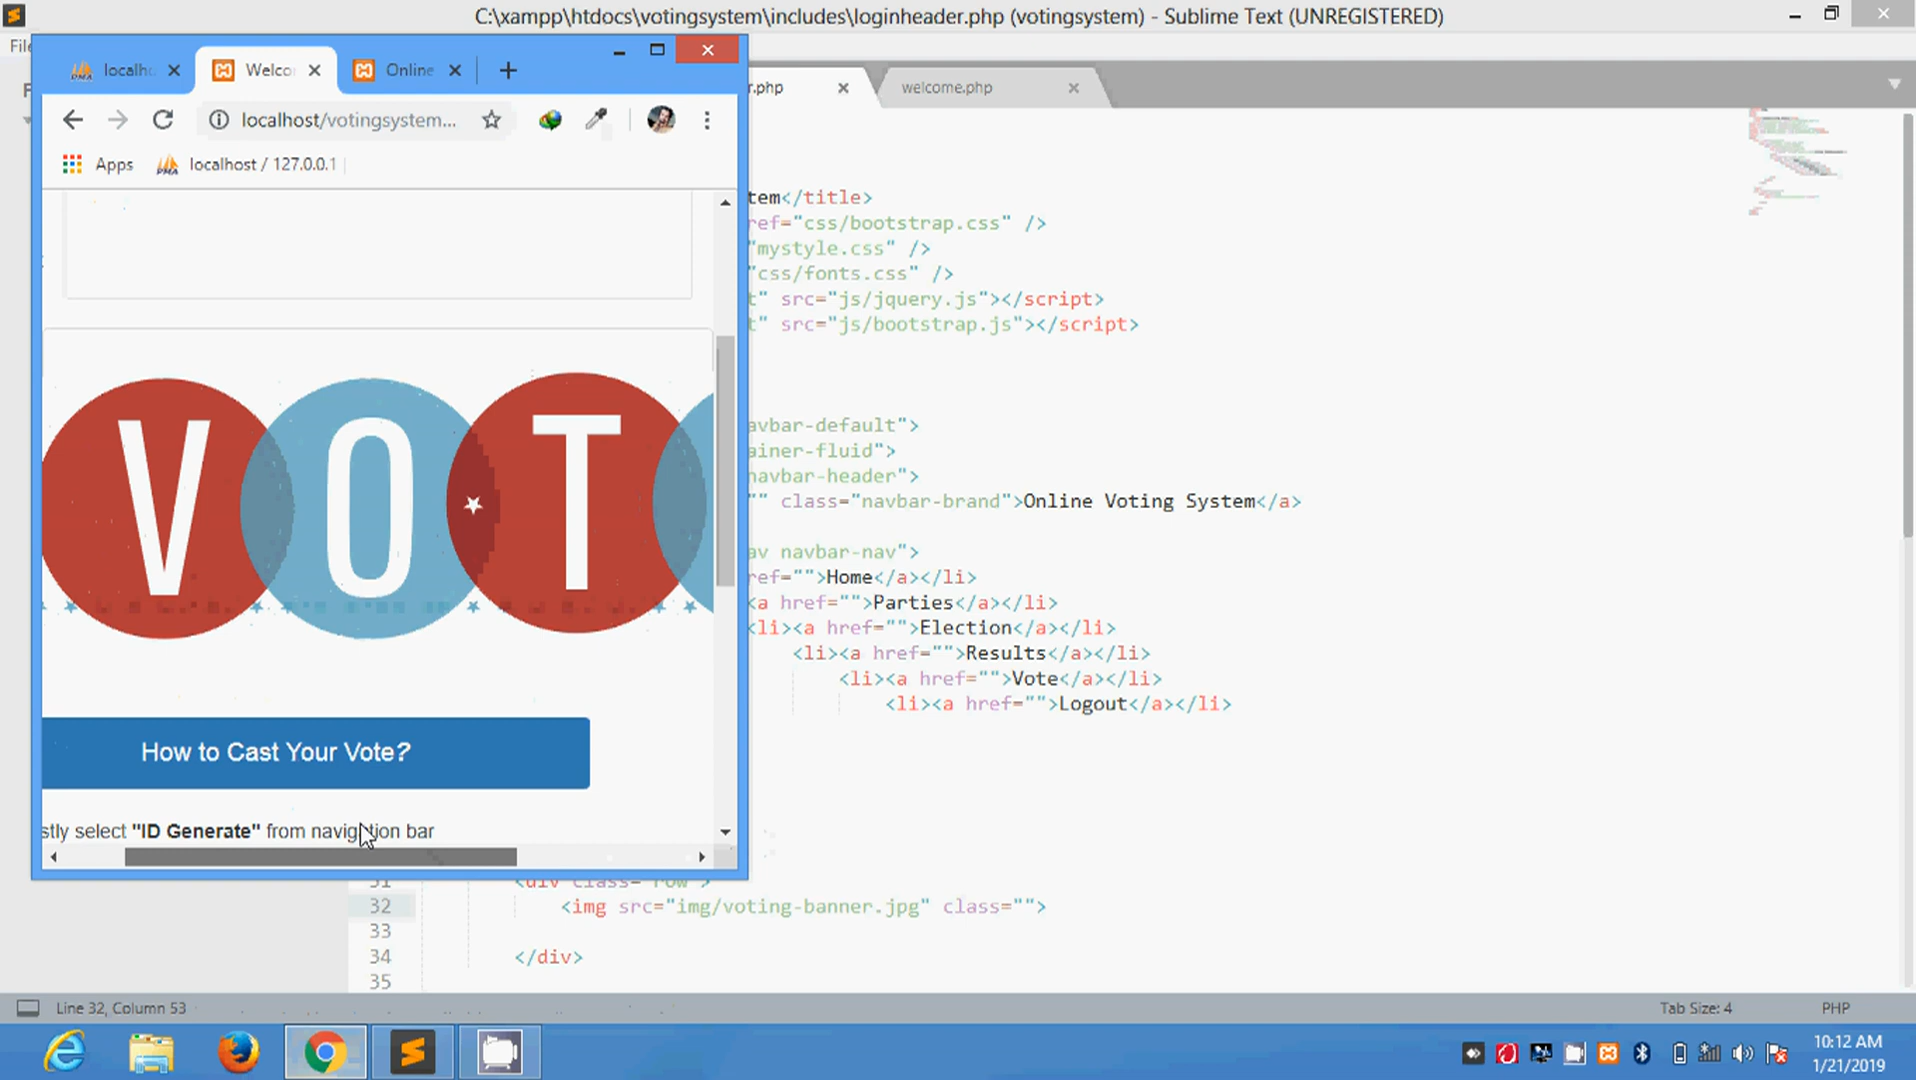 C:\xampp\htdocs\votingsystem\includes\loginheader.php (votingsystem) - Sublime Text (UNREGISTERED)
localh
Welco
Online
r.php
welcome.php
localhost/votingsystem...
Apps
localhost / 127.0.0.1
tem</title>
ref="css/bootstrap.css" />
"mystyle.css" />
"css/fonts.css" />
t" src="js/jquery.js"></script>
t" src="js/bootstrap.js"></script>
avbar-default">
ainer-fluid">
navbar-header">
"" class="navbar-brand">Online Voting System</a>
av navbar-nav">
ref="">Home</a></li>
<a href="">Parties</a></li>
<li><a href="">Election</a></li>
<li><a href="">Results</a></li>
<li><a href="">Vote</a></li>
<li><a href="">Logout</a></li>
VOT
How to Cast Your Vote?
stly select "ID Generate" from navigation bar
31 <div class="row">
32 <img src="img/voting-banner.jpg" class="">
33
34 </div>
35
Line 32, Column 53
Tab Size: 4
PHP
10:12 AM
1/21/2019